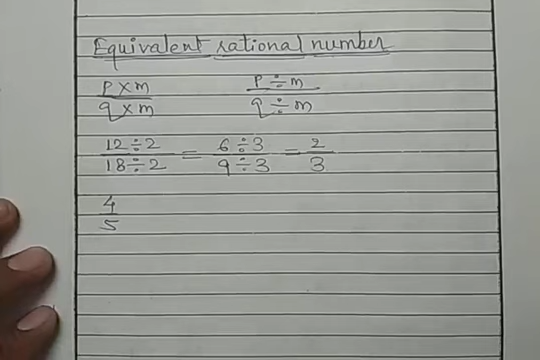 Equivalent rational number
p×m / q×m    p÷m / q÷m
12÷2 / 18÷2 = 6÷3 / 9÷3 = 2 / 3
4 / 5